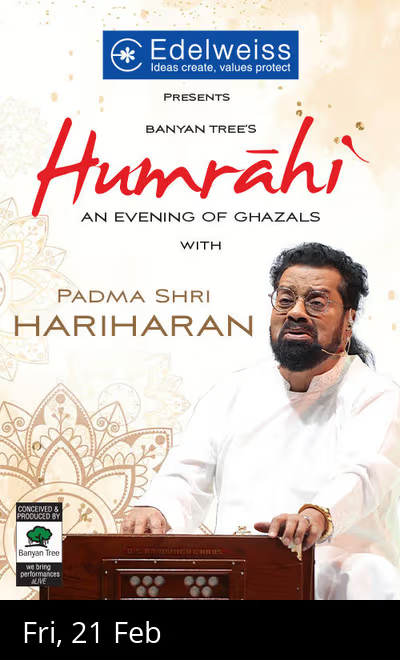 Edelweiss
Ideas create, values protect
PRESENTS
BANYAN TREE'S
Humrāhi
AN EVENING OF GHAZALS
WITH
PADMA SHRI
HARIHARAN
CONCEIVED &
PRODUCED BY
Banyan Tree
we bring
performances
aLIVE
Fri, 21 Feb